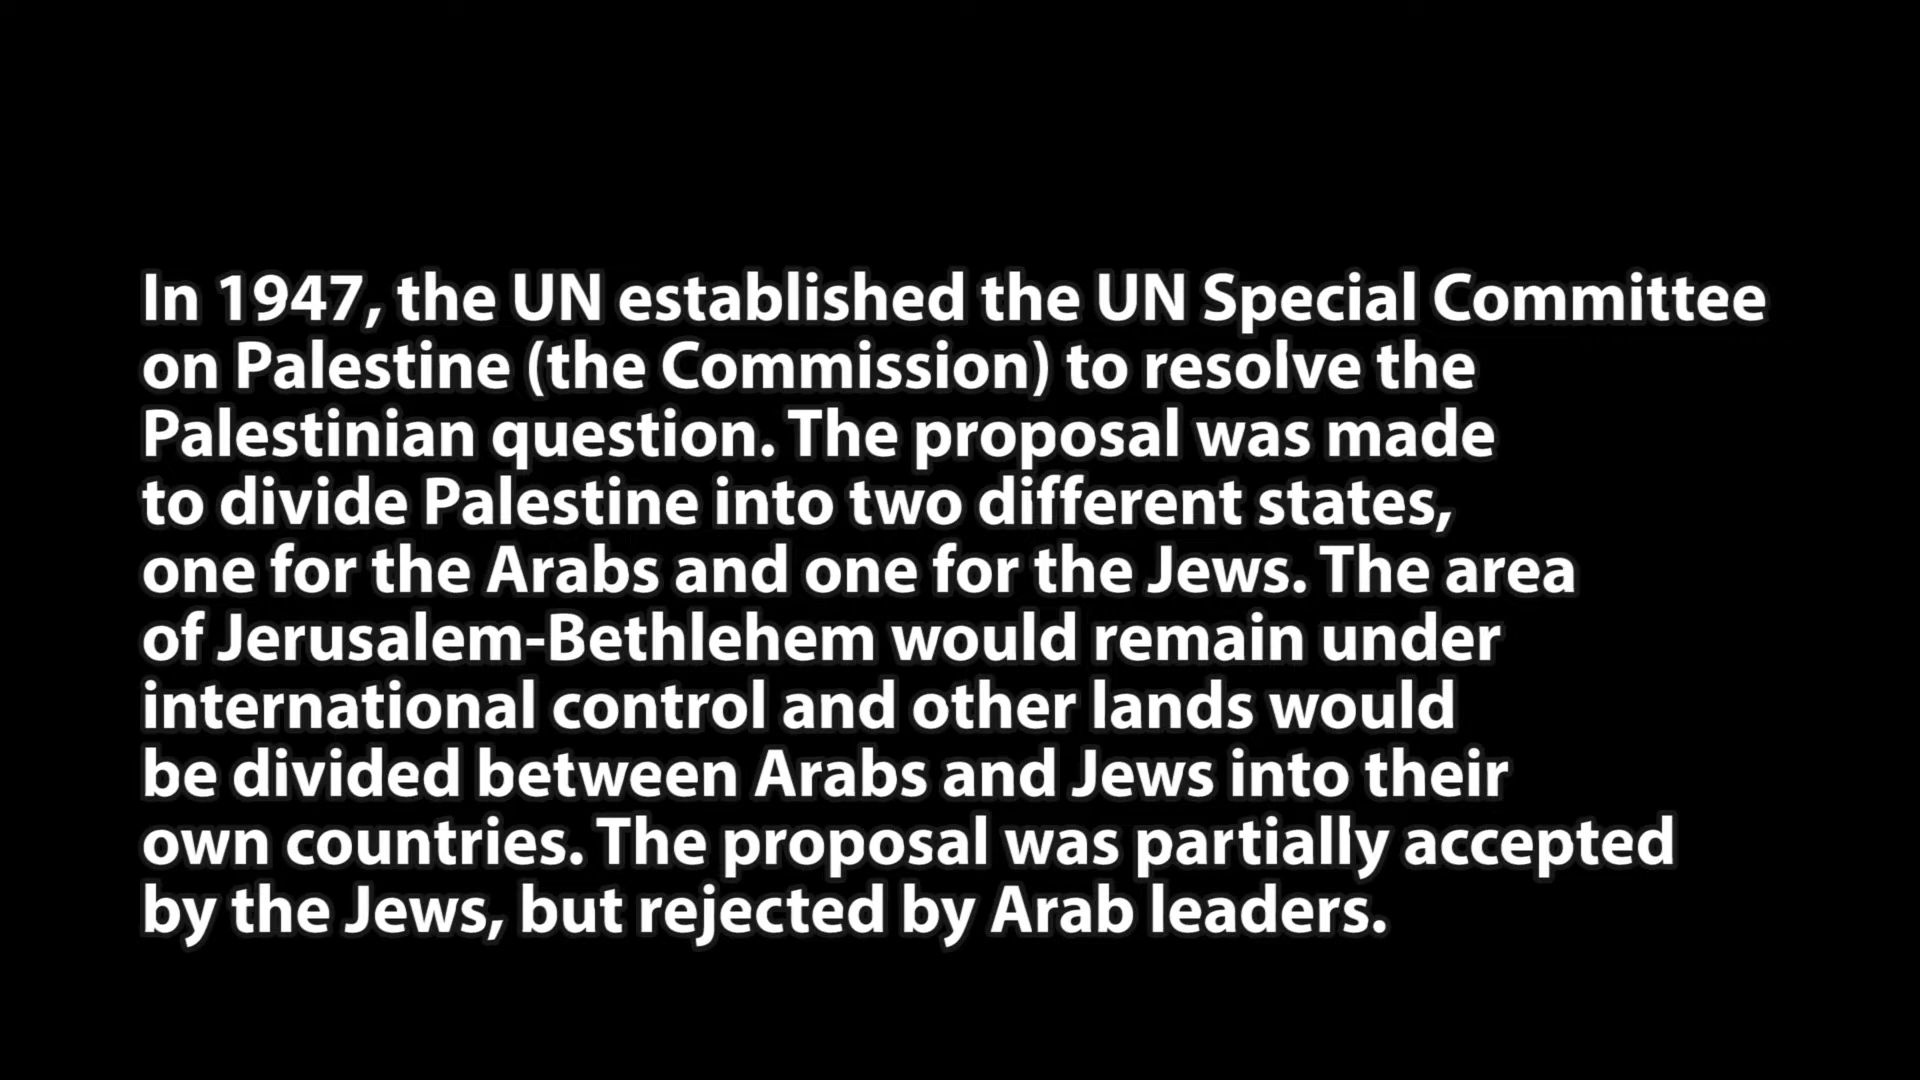 In 1947, the UN established the UN Special Committee
on Palestine (the Commission) to resolve the
Palestinian question. The proposal was made
to divide Palestine into two different states,
one for the Arabs and one for the Jews. The area
of Jerusalem-Bethlehem would remain under
international control and other lands would
be divided between Arabs and Jews into their
own countries. The proposal was partially accepted
by the Jews, but rejected by Arab leaders.